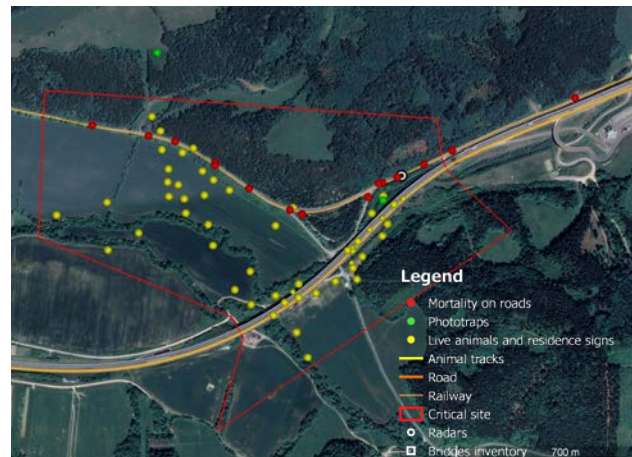 Legend
Mortality on roads
Phototraps
Live animals and residence signs
Animal tracks
Road
Railway
Critical site
Radars
Bridges inventory
700 m